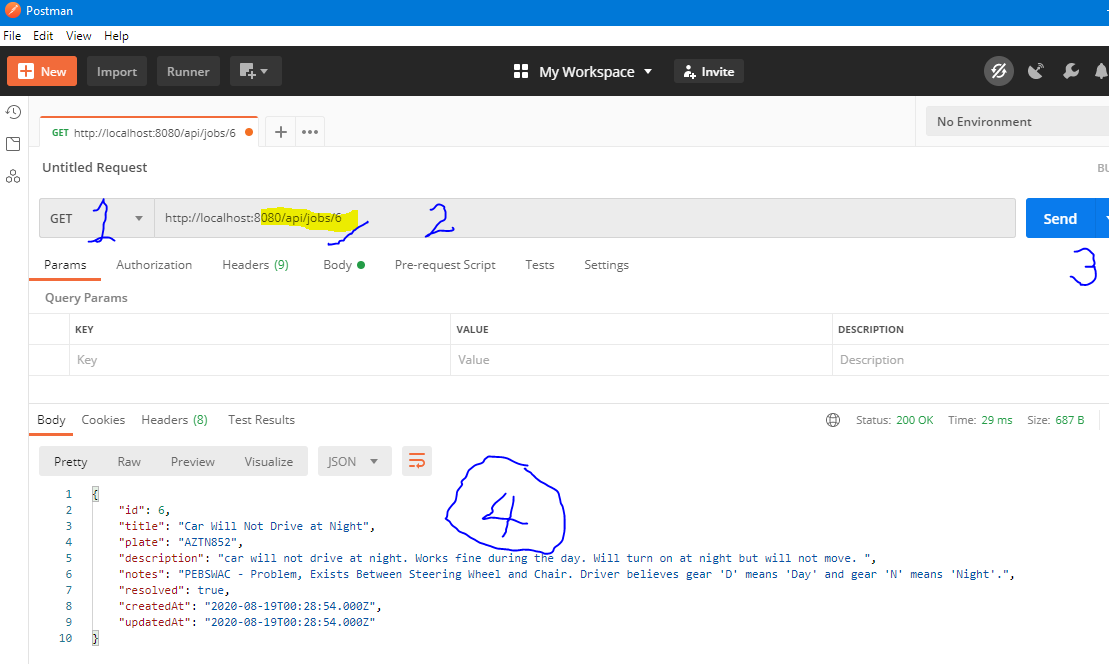 Postman
File Edit View Help
New Import Runner My Workspace Invite
GET http://localhost:8080/api/jobs/6 No Environment
Untitled Request BU
GET 1 http://localhost:8080/api/jobs/6 2 Send
3
Params Authorization Headers (9) Body Pre-request Script Tests Settings
Query Params
KEY VALUE DESCRIPTION
Key Value Description
Body Cookies Headers (8) Test Results Status: 200 OK Time: 29 ms Size: 687 B
Pretty Raw Preview Visualize JSON
4
1 {
2 "id": 6,
3 "title": "Car Will Not Drive at Night",
4 "plate": "AZTN852",
5 "description": "car will not drive at night. Works fine during the day. Will turn on at night but will not move. ",
6 "notes": "PEBSWAC - Problem, Exists Between Steering Wheel and Chair. Driver believes gear 'D' means 'Day' and gear 'N' means 'Night'.",
7 "resolved": true,
8 "createdAt": "2020-08-19T00:28:54.000Z",
9 "updatedAt": "2020-08-19T00:28:54.000Z"
10 }